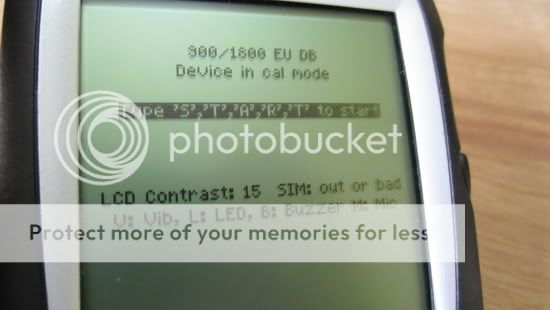 900/1800 EU DB
Device in cal mode
Type 'S','T','A','R','T' to start
photobucket
LCD Contrast: 15 SIM: out or bad
V: Vib, L: LED, B: Buzzer M: Mic
Protect more of your memories for less